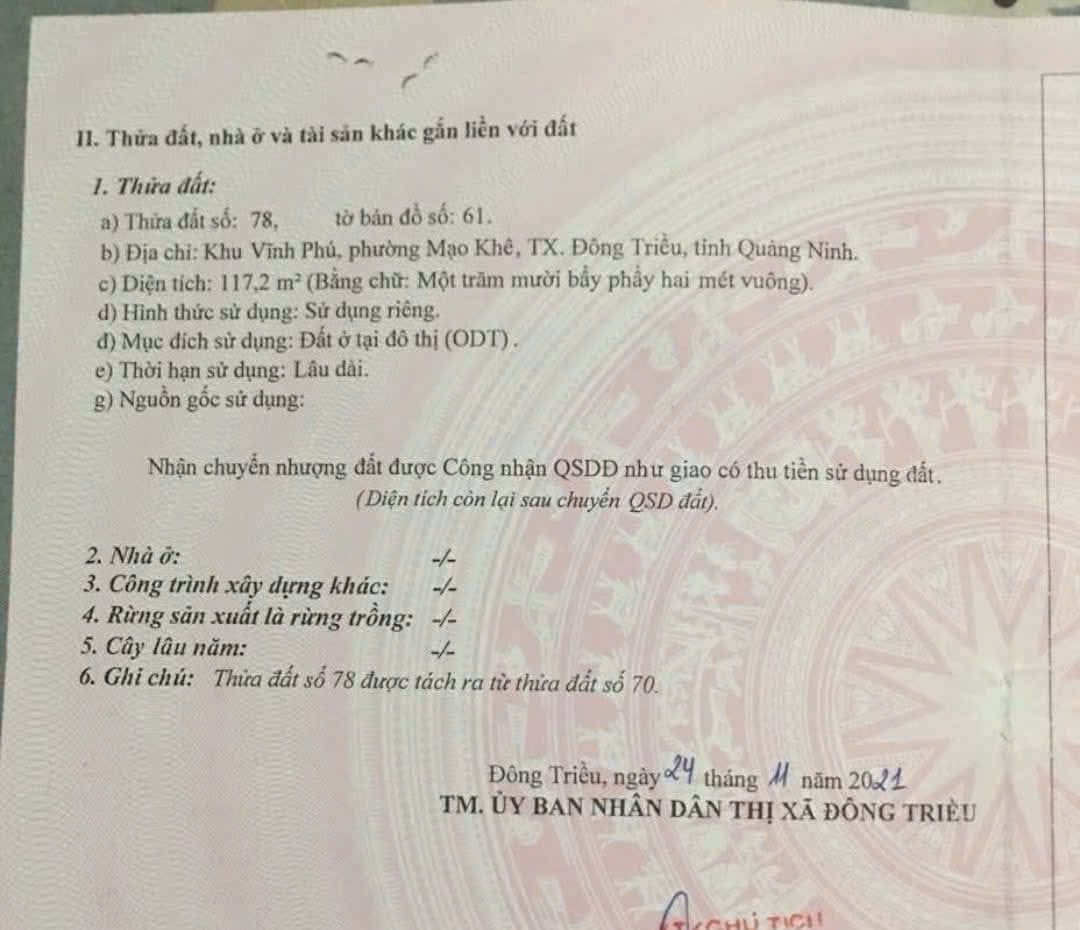 II. Thửa đất, nhà ở và tài sản khác gắn liền với đất
1. Thửa đất:
a) Thửa đất số: 78, tờ bản đồ số: 61.
b) Địa chỉ: Khu Vĩnh Phú, phường Mạo Khê, TX. Đông Triều, tỉnh Quảng Ninh.
c) Diện tích: 117,2 m² (Bằng chữ: Một trăm mười bẩy phẩy hai mét vuông).
d) Hình thức sử dụng: Sử dụng riêng.
đ) Mục đích sử dụng: Đất ở tại đô thị (ODT) .
e) Thời hạn sử dụng: Lâu dài.
g) Nguồn gốc sử dụng:
Nhận chuyển nhượng đất được Công nhận QSDĐ như giao có thu tiền sử dụng đất.
(Diện tích còn lại sau chuyển QSD đất).
2. Nhà ở: -/-
3. Công trình xây dựng khác: -/-
4. Rừng sản xuất là rừng trồng: -/-
5. Cây lâu năm: -/-
6. Ghi chú: Thửa đất số 78 được tách ra từ thửa đất số 70.
Đông Triều, ngày 24 tháng 11 năm 2021
TM. ỦY BAN NHÂN DÂN THỊ XÃ ĐÔNG TRIỀU
CHỦ TỊCH